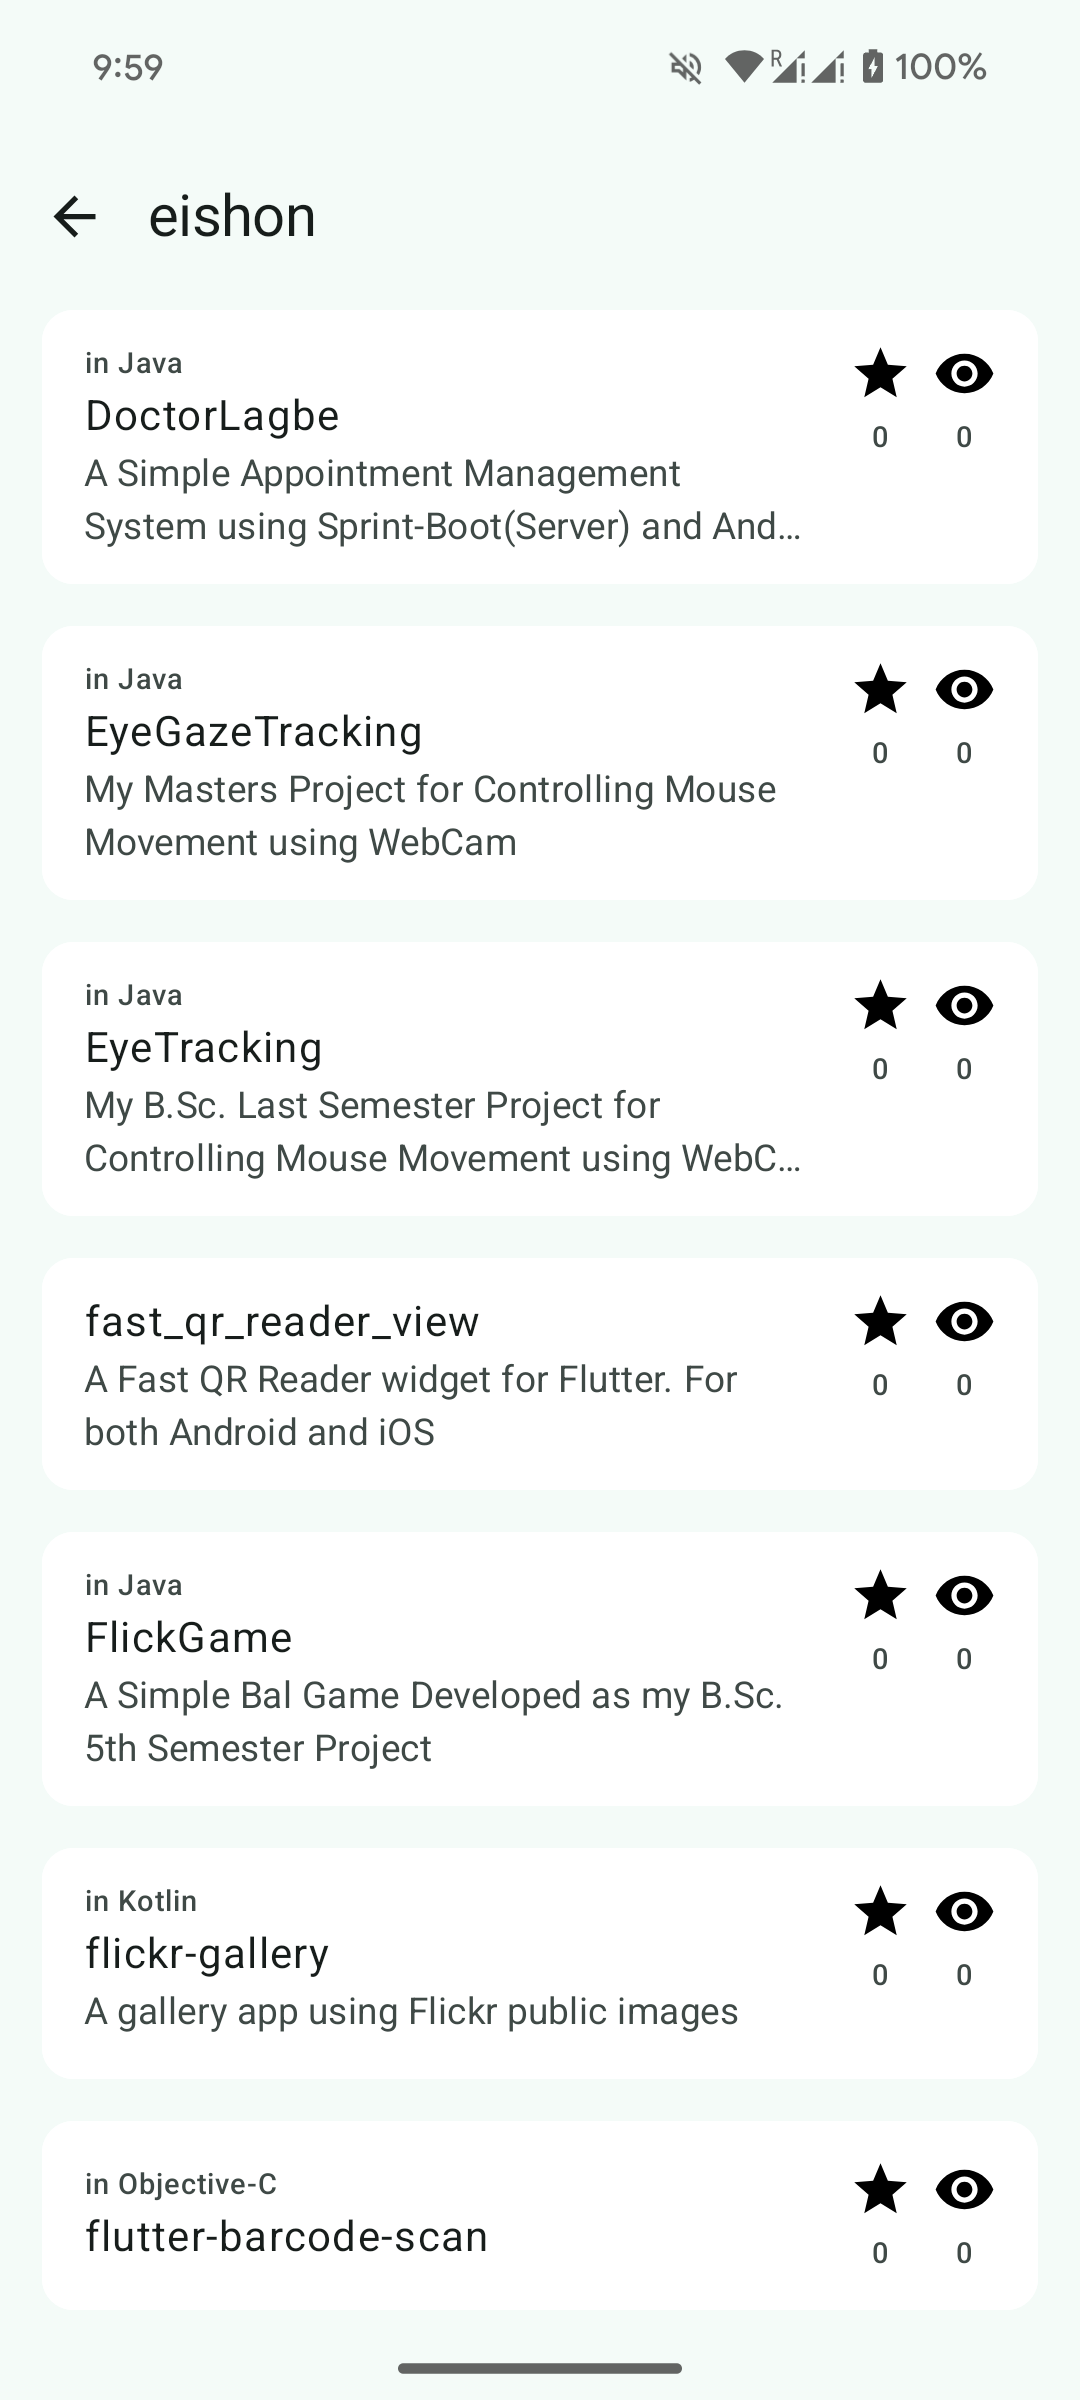 9:59
R
100%
eishon
in Java
DoctorLagbe
0 0
A Simple Appointment Management
System using Sprint-Boot(Server) and And...
in Java
EyeGazeTracking
0 0
My Masters Project for Controlling Mouse
Movement using WebCam
in Java
EyeTracking
0 0
My B.Sc. Last Semester Project for
Controlling Mouse Movement using WebC...
fast_qr_reader_view
A Fast QR Reader widget for Flutter. For
0 0
both Android and iOS
in Java
FlickGame
0 0
A Simple Bal Game Developed as my B.Sc.
5th Semester Project
in Kotlin
flickr-gallery
0 0
A gallery app using Flickr public images
in Objective-C
flutter-barcode-scan
0 0